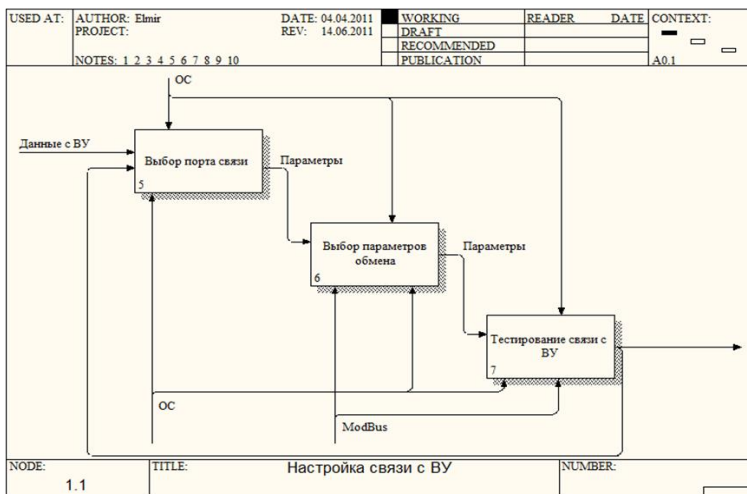 USED AT:
AUTHOR: Elmir
DATE: 04.04.2011
WORKING
READER
DATE
CONTEXT:
PROJECT:
REV: 14.06.2011
DRAFT
RECOMMENDED
NOTES: 1 2 3 4 5 6 7 8 9 10
PUBLICATION
A0.1
ОС
Данные с ВУ
Выбор порта связи
5
Параметры
Выбор параметров
обмена
6
Параметры
Тестирование связи с
ВУ
7
ОС
ModBus
NODE:
1.1
TITLE:
Настройка связи с ВУ
NUMBER: